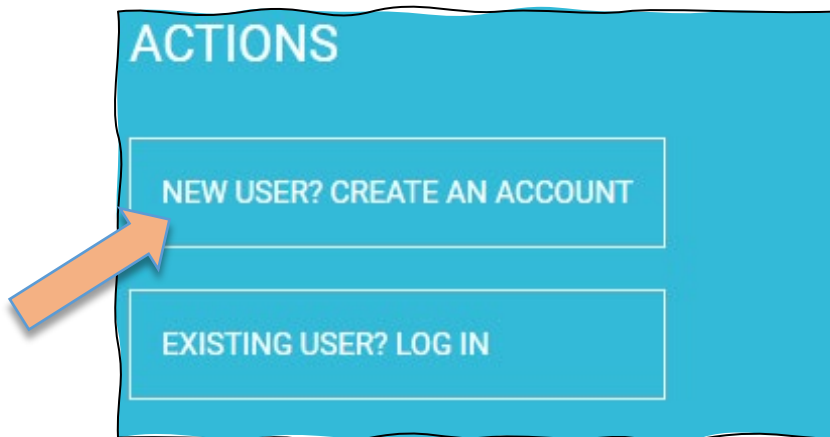 ACTIONS
NEW USER? CREATE AN ACCOUNT
EXISTING USER? LOG IN